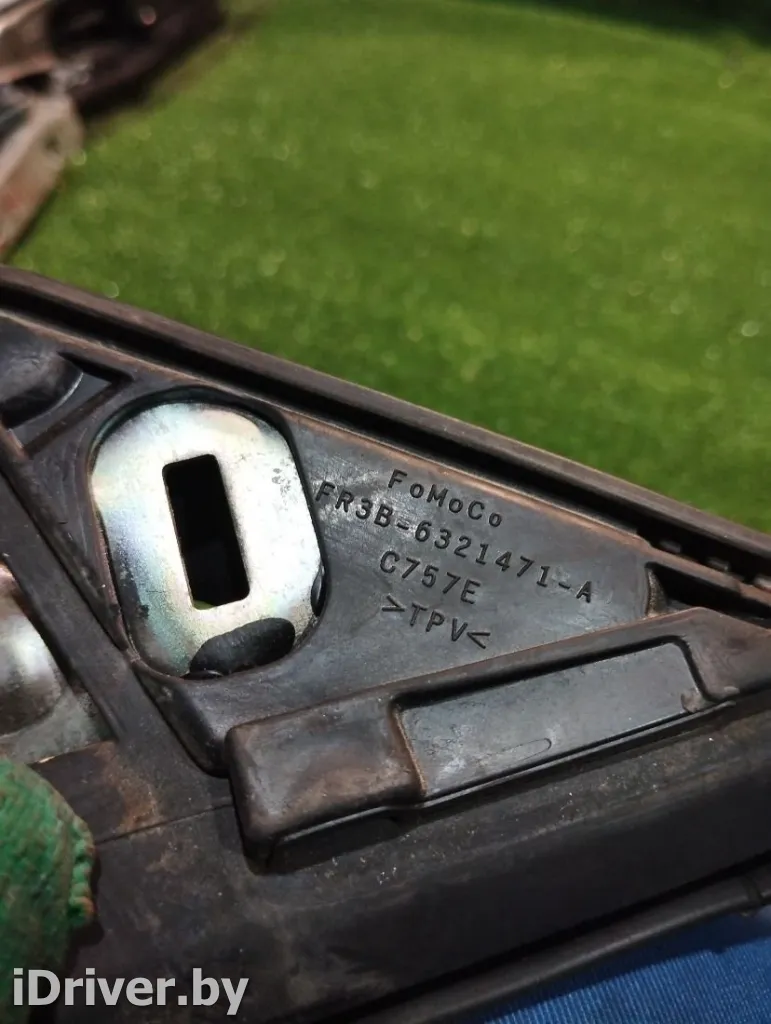 FoMoCo
FR3B-6321471-A
C757E
>TPV<
iDriver.by